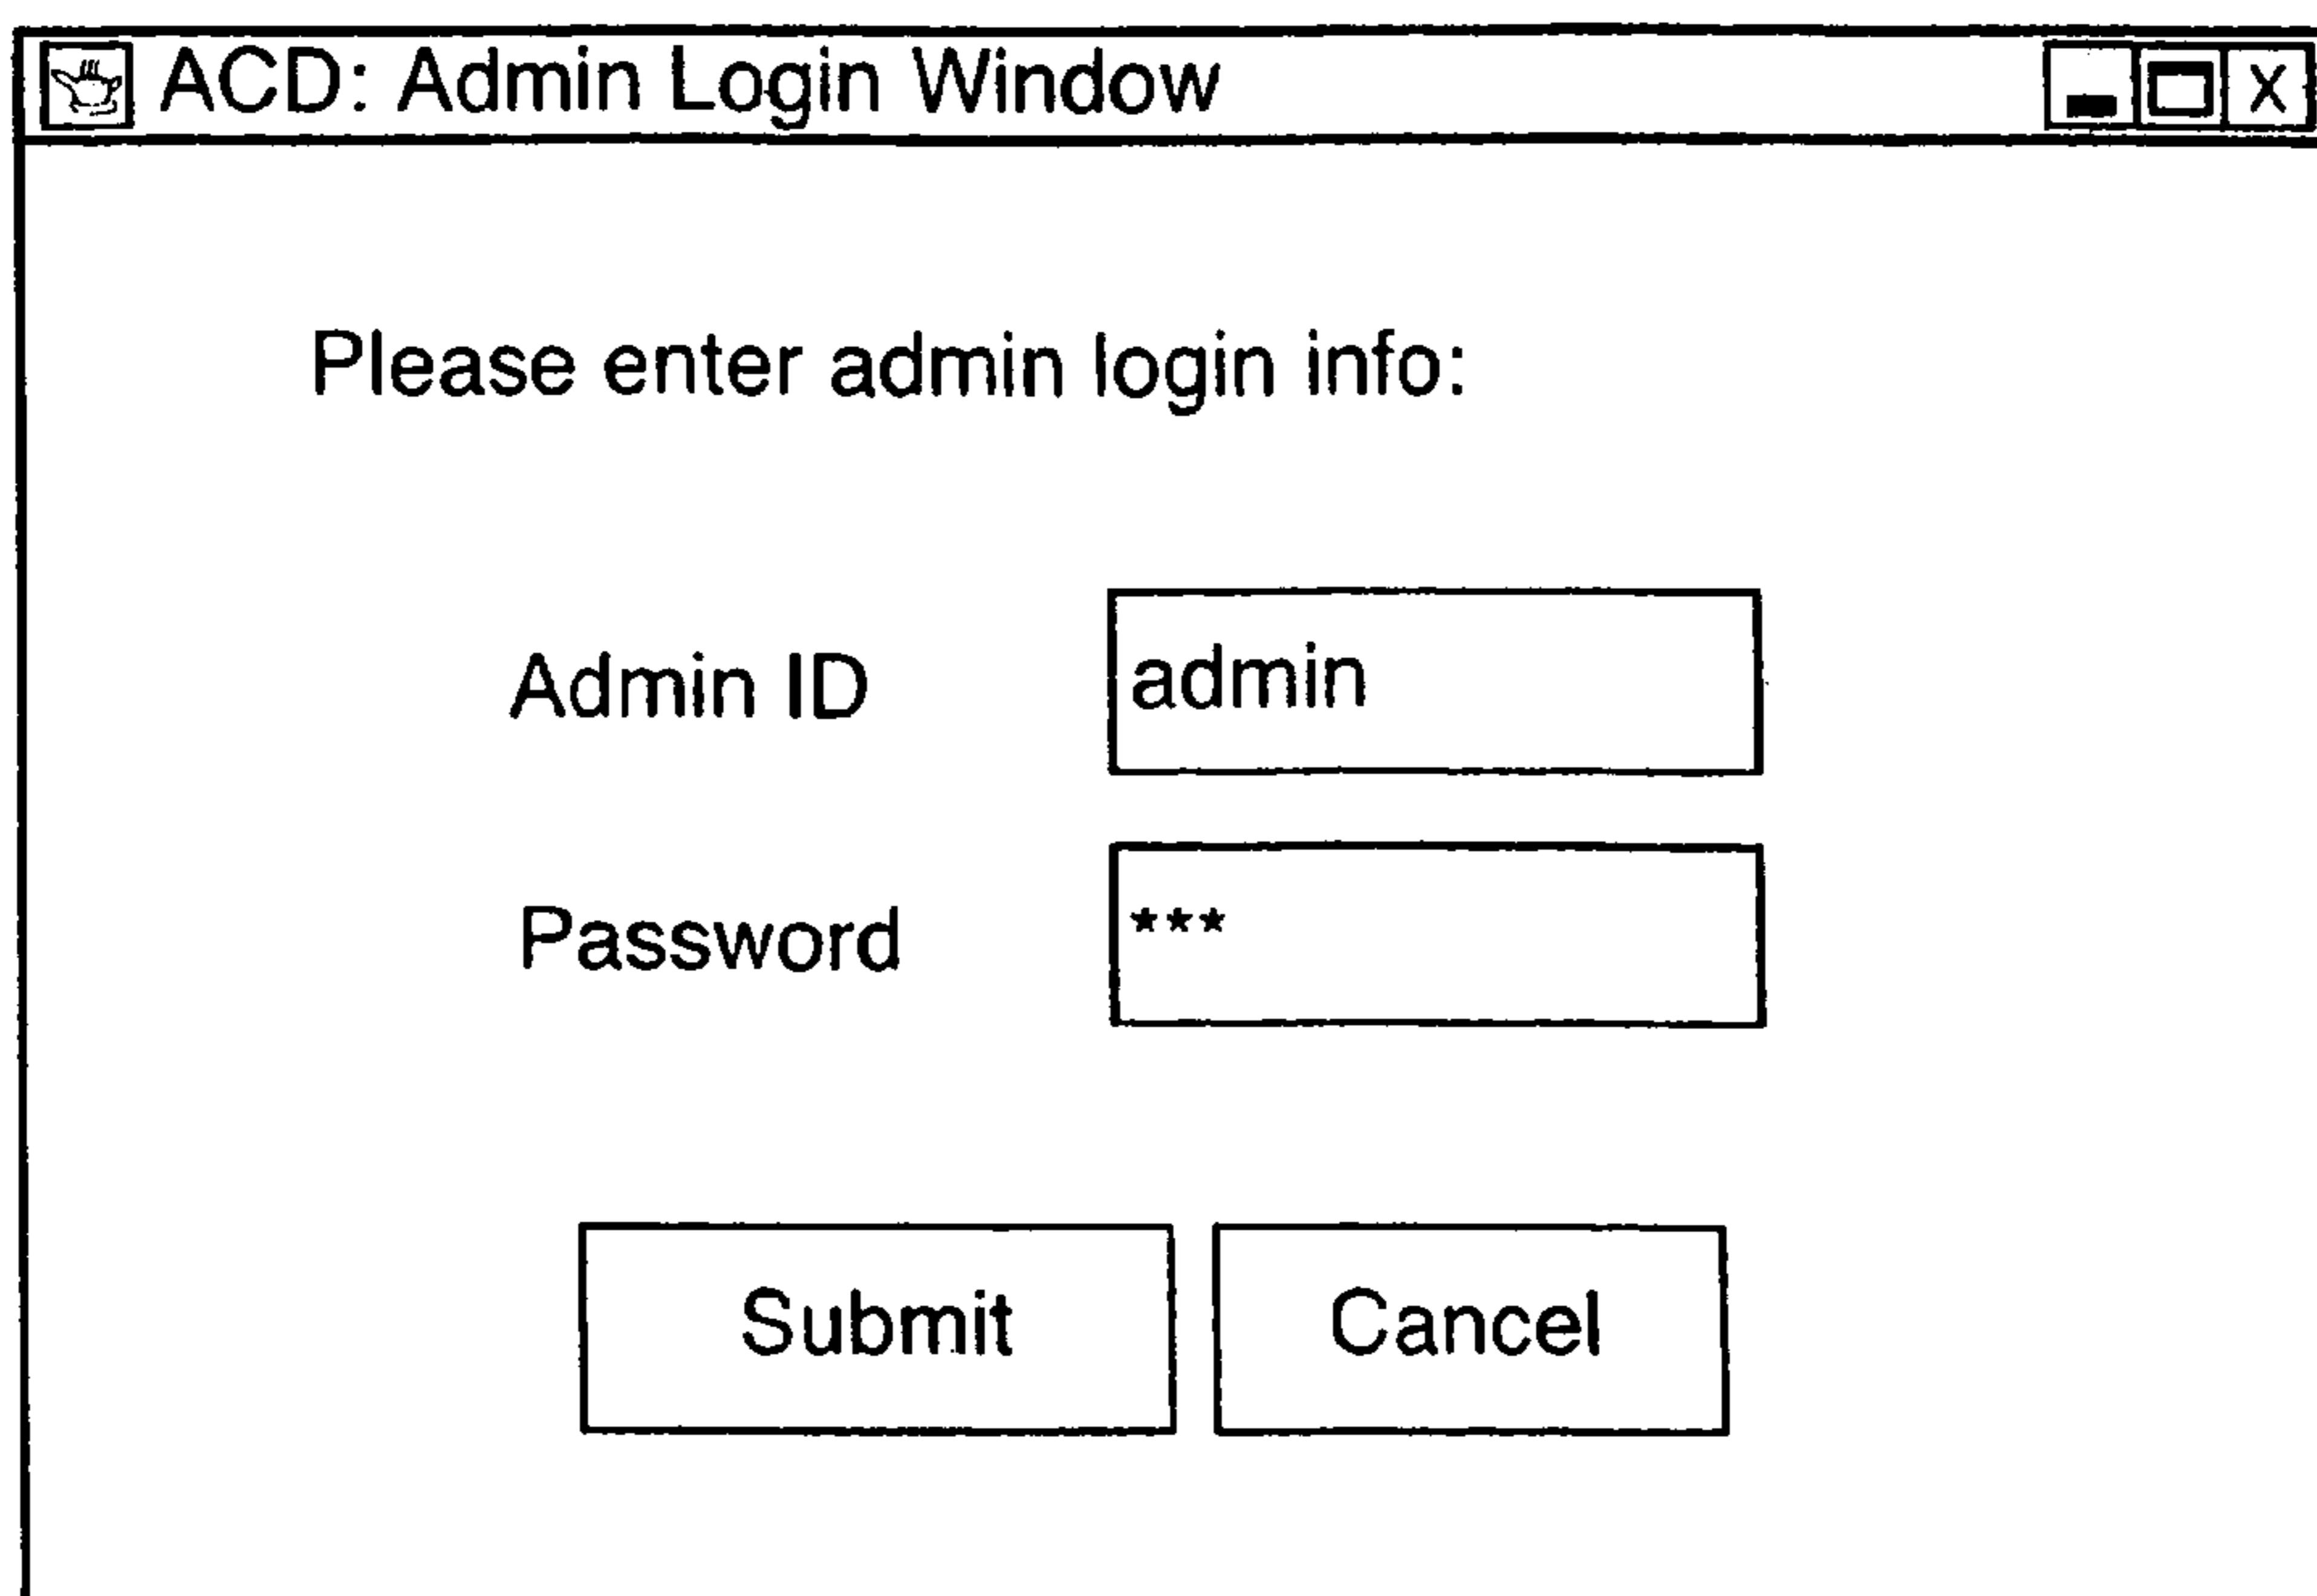 ACD: Admin Login Window X
Please enter admin login info:
Admin ID admin
Password ***
Submit Cancel